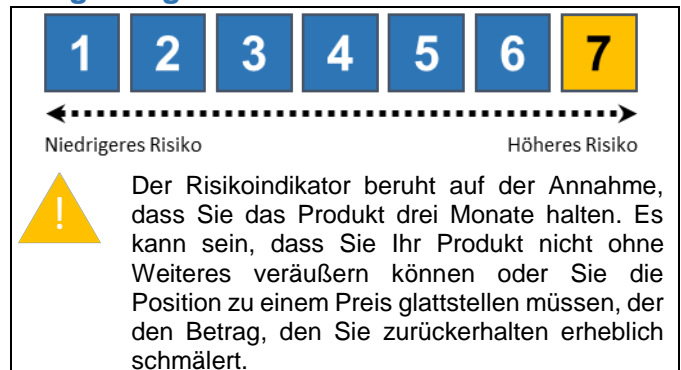 1 2 3 4 5 6 7
Niedrigeres Risiko Höheres Risiko
!
Der Risikoindikator beruht auf der Annahme,
dass Sie das Produkt drei Monate halten. Es
kann sein, dass Sie Ihr Produkt nicht ohne
Weiteres veräußern können oder Sie die
Position zu einem Preis glattstellen müssen, der
den Betrag, den Sie zurückerhalten erheblich
schmälert.